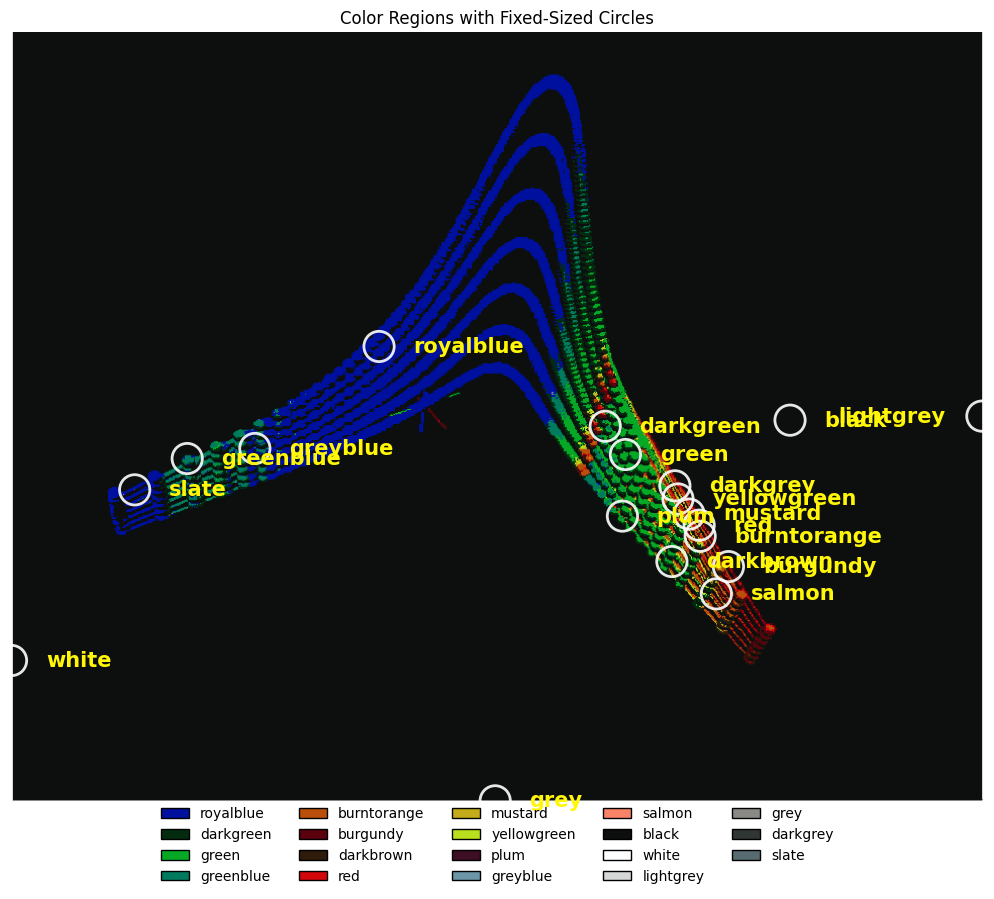 Color Regions with Fixed-Sized Circles
royalblue
black
lightgrey
darkgreen
greyblue
green
greenblue
darkgrey
slate
yellowgreen
mustard
plum
red
burntorange
darkbrown
burgundy
salmon
white
grey
royalblue burntorange mustard salmon grey
darkgreen burgundy yellowgreen black darkgrey
green darkbrown plum white slate
greenblue red greyblue lightgrey